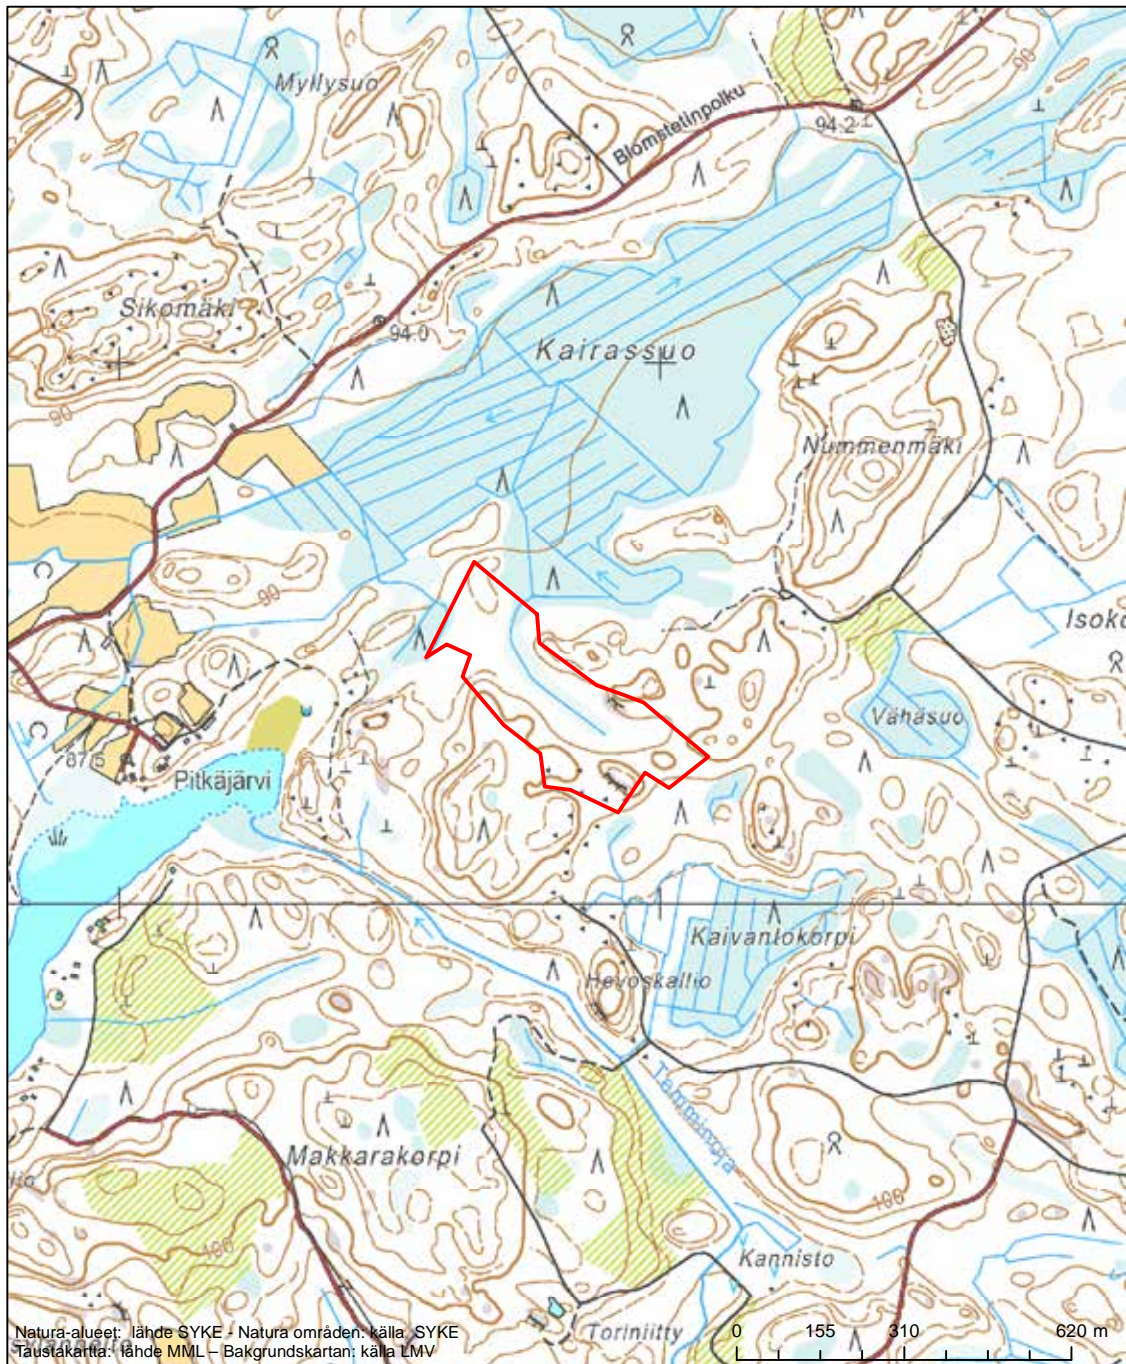 Myllysuo
Blomstetinpolku
94.2
90
Sikomäki
94.0
Kairassuo
90
Nummenmäki
90
Vähäsuo
87.5
Pitkäjärvi
Kaivantokorpi
Hevoskallio
Tamminoja
Makkarakorpi
100
100
Kannisto
Toriniitty
Natura-alueet: lähde SYKE - Natura områden: källa SYKE
Taustakartta: lähde MML – Bakgrundskartan: källa LMV
0 155 310 620 m